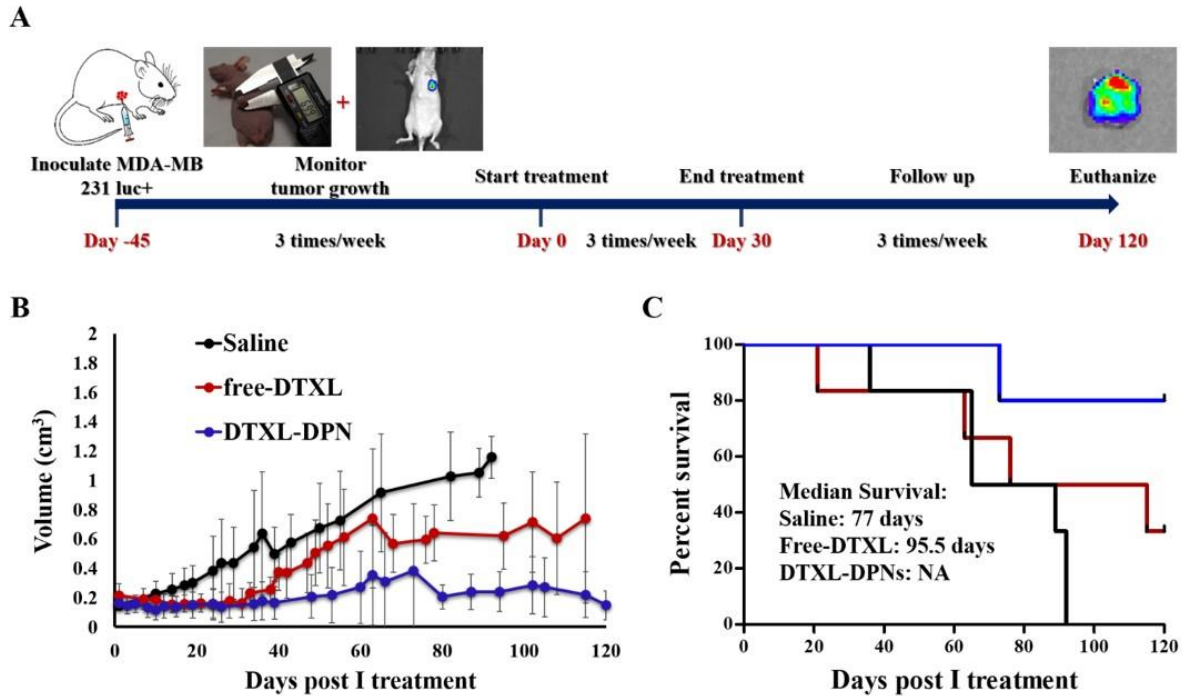 A
Inoculate MDA-MB
231 luc+
+
Monitor
tumor growth
Start treatment
End treatment
Follow up
Euthanize
Day -45
3 times/week
Day 0
3 times/week
Day 30
3 times/week
Day 120
B
Volume (cm³)
2
1.8
1.6
1.4
1.2
1
0.8
0.6
0.4
0.2
0
Saline
free-DTXL
DTXL-DPN
0 20 40 60 80 100 120
Days post I treatment
C
Percent survival
100
80
60
40
20
0
Median Survival:
Saline: 77 days
Free-DTXL: 95.5 days
DTXL-DPNs: NA
0 20 40 60 80 100 120
Days post I treatment